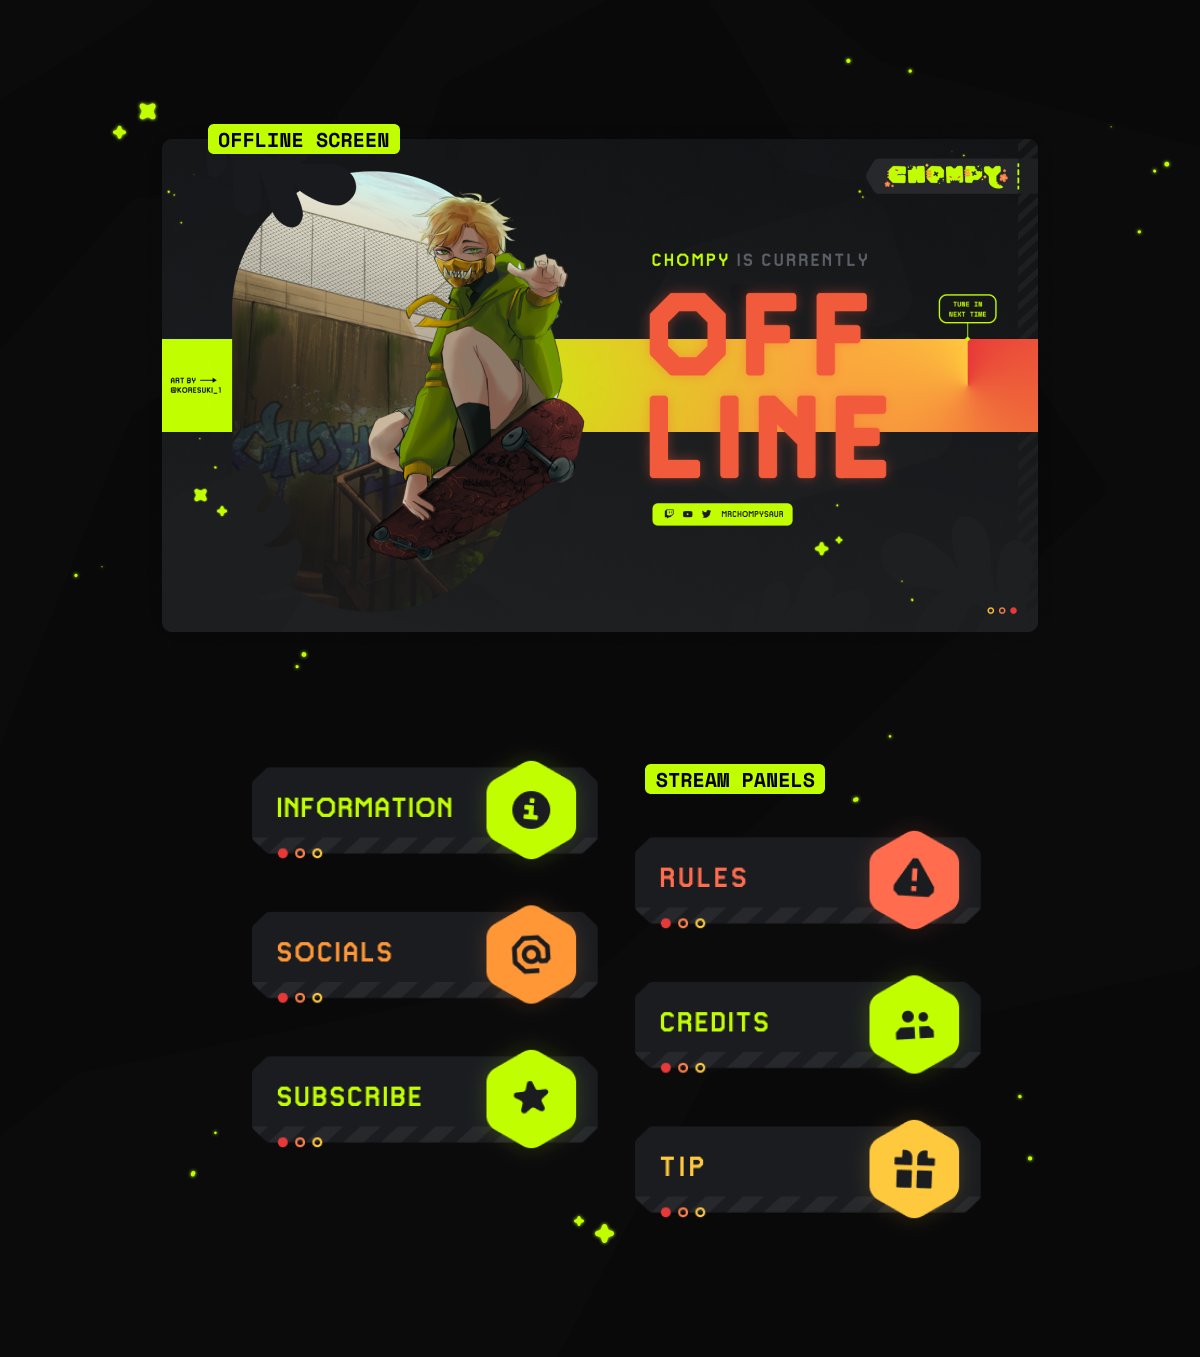 OFFLINE SCREEN
CHOMPY
CHOMPY IS CURRENTLY
OFF
LINE
TUNE IN
NEXT TIME
ART BY
@KORESUKI_1
CHOM
MRCHOMPYSAUR
STREAM PANELS
INFORMATION
RULES
SOCIALS
CREDITS
SUBSCRIBE
TIP